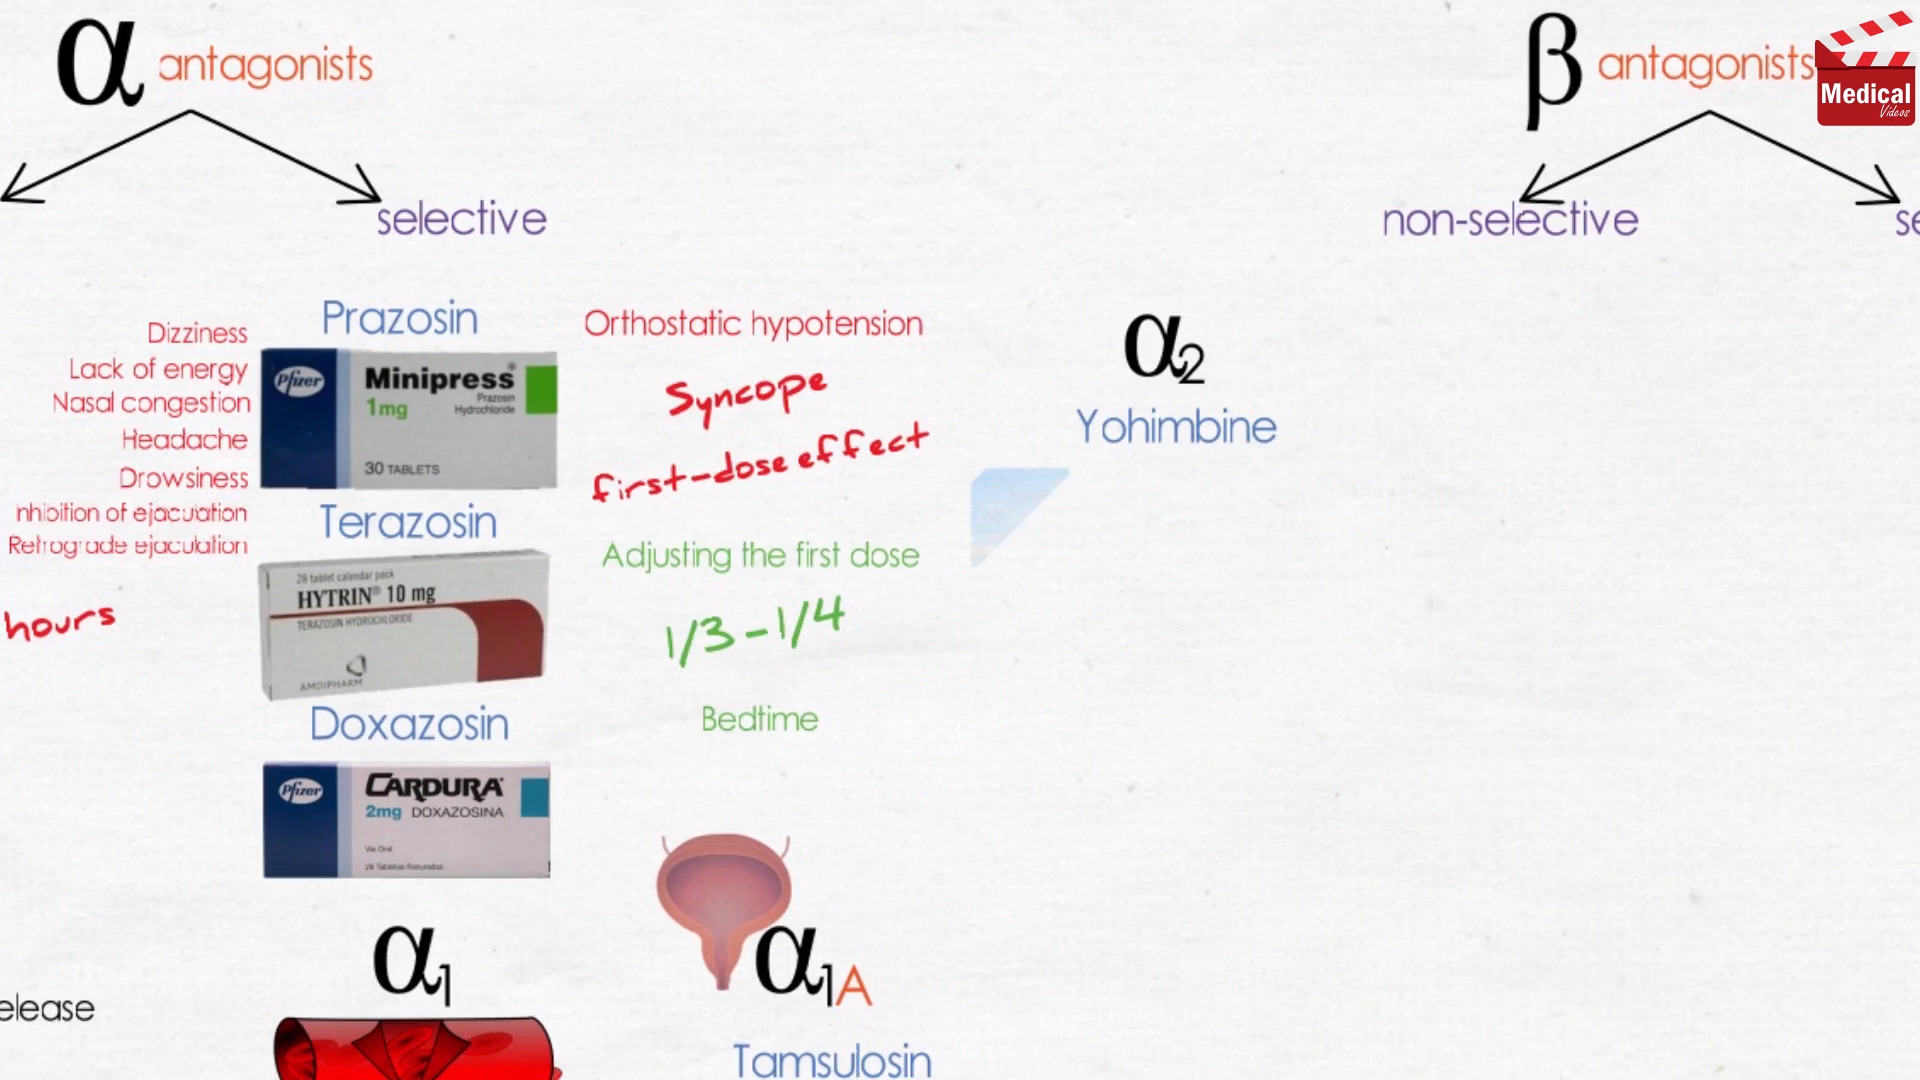 α antagonists
selective
β antagonists
non-selective
se
Medical
Videos
Dizziness
Lack of energy
Nasal congestion
Headache
Drowsiness
nhibition of ejaculation
Retrograde ejaculation
hours
elease
Prazosin
Pfizer
Minipress*
1mg
Prazosin
Hydrochloride
30 TABLETS
Terazosin
28 tablet calendar pack
HYTRIN® 10 mg
TERAZOSIN HYDROCHLORIDE
AMDIPHARM
Doxazosin
Pfizer
CARDURA®
2mg DOXAZOSINA
Vía Oral
α1
Orthostatic hypotension
Syncope
first-dose effect
Adjusting the first dose
1/3-1/4
Bedtime
α1A
Tamsulosin
α2
Yohimbine